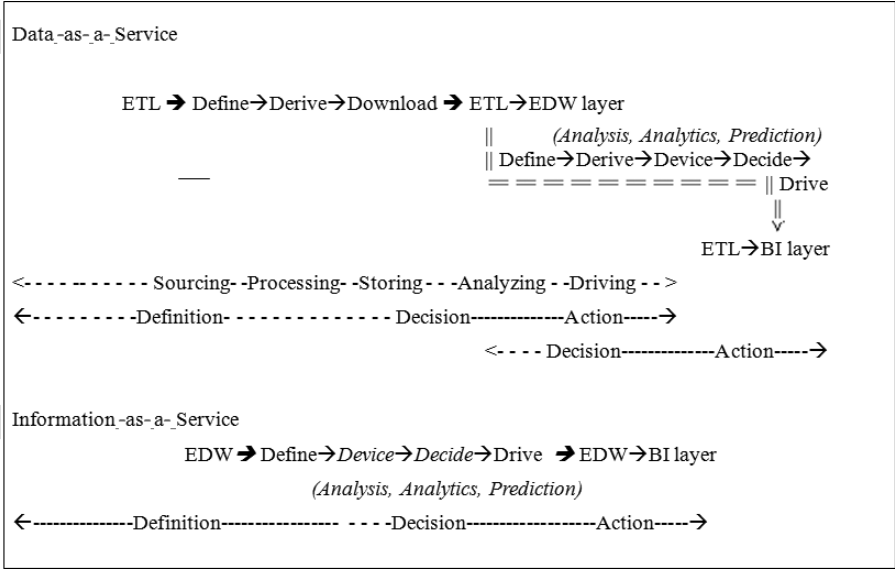 Data -as- a- Service
ETL ➔ Define→Derive→Download ➔ ETL→EDW layer
|| (Analysis, Analytics, Prediction)
|| Define→Derive→Device→Decide→
= = = = = = = = = = || Drive
||
ETL→BI layer
<- - - - -- - - - - - Sourcing- -Processing- -Storing - - -Analyzing - -Driving - - >
←- - - - - - - - -Definition- - - - - - - - - - - - - - Decision--------------Action-----→
<- - - - Decision--------------Action-----→
Information -as- a- Service
EDW ➔ Define→Device→Decide→Drive ➔ EDW→BI layer
(Analysis, Analytics, Prediction)
←---------------Definition------------------ - - - -Decision--------------------Action-----→